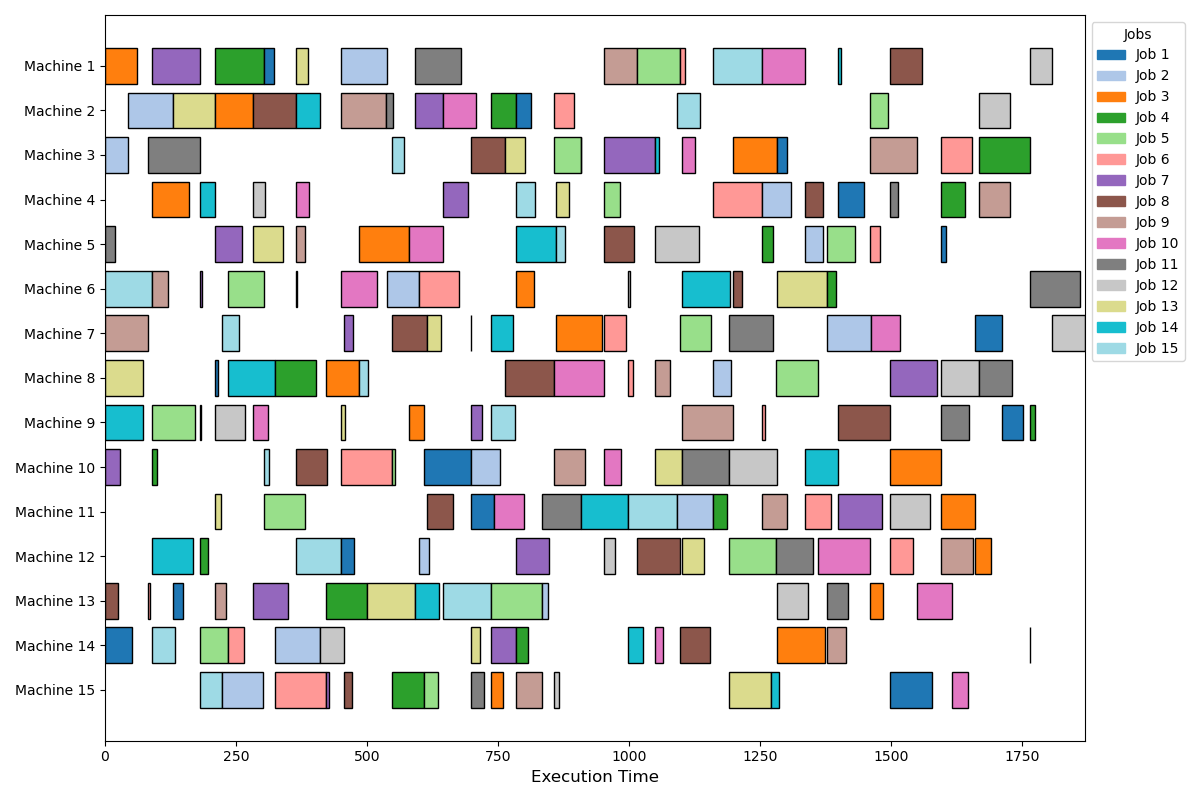 Machine 1
Machine 2
Machine 3
Machine 4
Machine 5
Machine 6
Machine 7
Machine 8
Machine 9
Machine 10
Machine 11
Machine 12
Machine 13
Machine 14
Machine 15
0 250 500 750 1000 1250 1500 1750
Execution Time
Jobs
Job 1
Job 2
Job 3
Job 4
Job 5
Job 6
Job 7
Job 8
Job 9
Job 10
Job 11
Job 12
Job 13
Job 14
Job 15